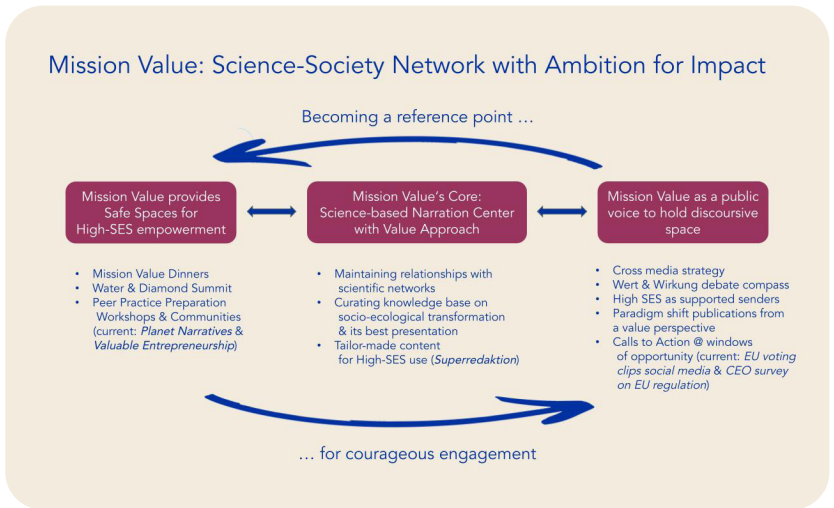 Mission Value: Science-Society Network with Ambition for Impact
Becoming a reference point …
Mission Value provides
Safe Spaces for
High-SES empowerment
• Mission Value Dinners
• Water & Diamond Summit
• Peer Practice Preparation
Workshops & Communities
(current: Planet Narratives &
Valuable Entrepreneurship)
Mission Value's Core:
Science-based Narration Center
with Value Approach
• Maintaining relationships with
scientific networks
• Curating knowledge base on
socio-ecological transformation
& its best presentation
• Tailor-made content
for High-SES use (Superredaktion)
Mission Value as a public
voice to hold discoursive
space
• Cross media strategy
• Wert & Wirkung debate compass
• High SES as supported senders
• Paradigm shift publications from
a value perspective
• Calls to Action @ windows
of opportunity (current: EU voting
clips social media & CEO survey
on EU regulation)
… for courageous engagement